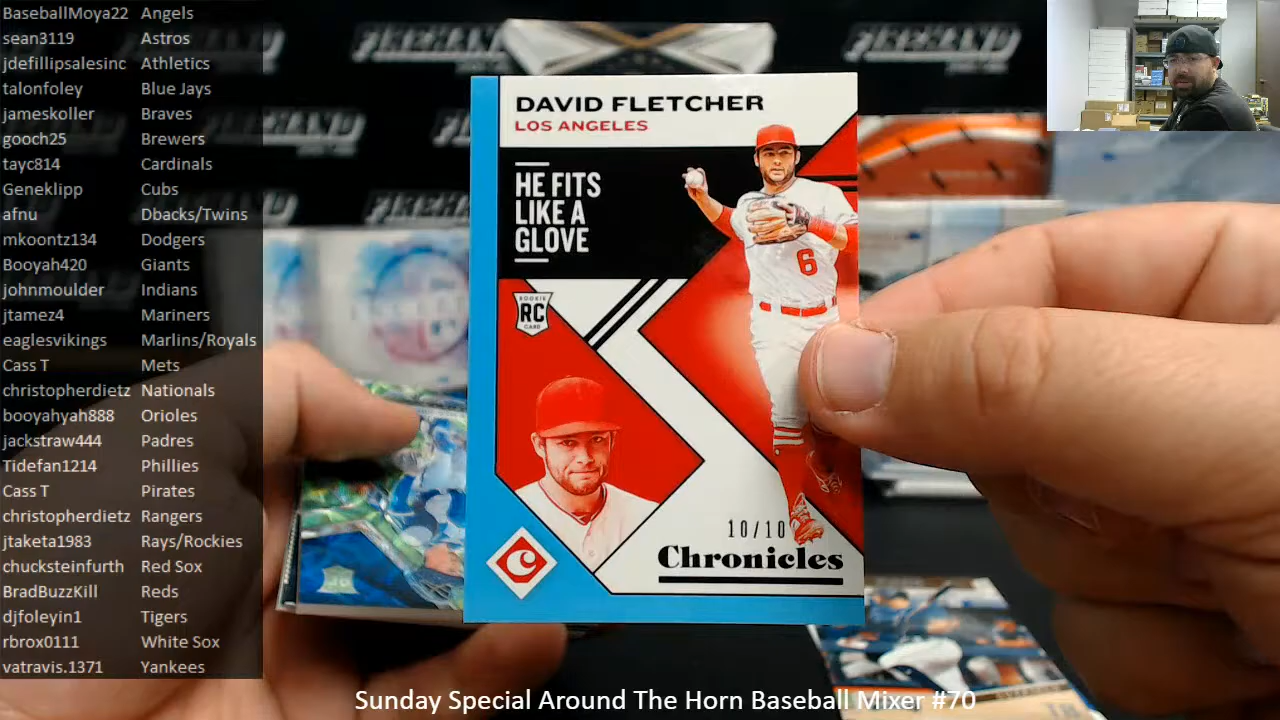 BaseballMoya22 Angels
sean3119 Astros
jdefillipsalesinc Athletics
talonfoley Blue Jays
jameskoller Braves
gooch25 Brewers
tayc814 Cardinals
Geneklipp Cubs
afnu Dbacks/Twins
mkoontz134 Dodgers
Booyah420 Giants
johnmoulder Indians
jtamez4 Mariners
eaglesvikings Marlins/Royals
Cass T Mets
christopherdietz Nationals
booyahyah888 Orioles
jackstraw444 Padres
Tidefan1214 Phillies
Cass T Pirates
christopherdietz Rangers
jtaketa1983 Rays/Rockies
chucksteinfurth Red Sox
BradBuzzKill Reds
djfoleyin1 Tigers
rbrox0111 White Sox
vatravis.1371 Yankees
FIREHAND
FIREHAND
DAVID FLETCHER
LOS ANGELES
HE FITS
LIKE A
GLOVE
6
ROOKIE
RC
CARD
10/10
C
Chronicles
Sunday Special Around The Horn Baseball Mixer #70